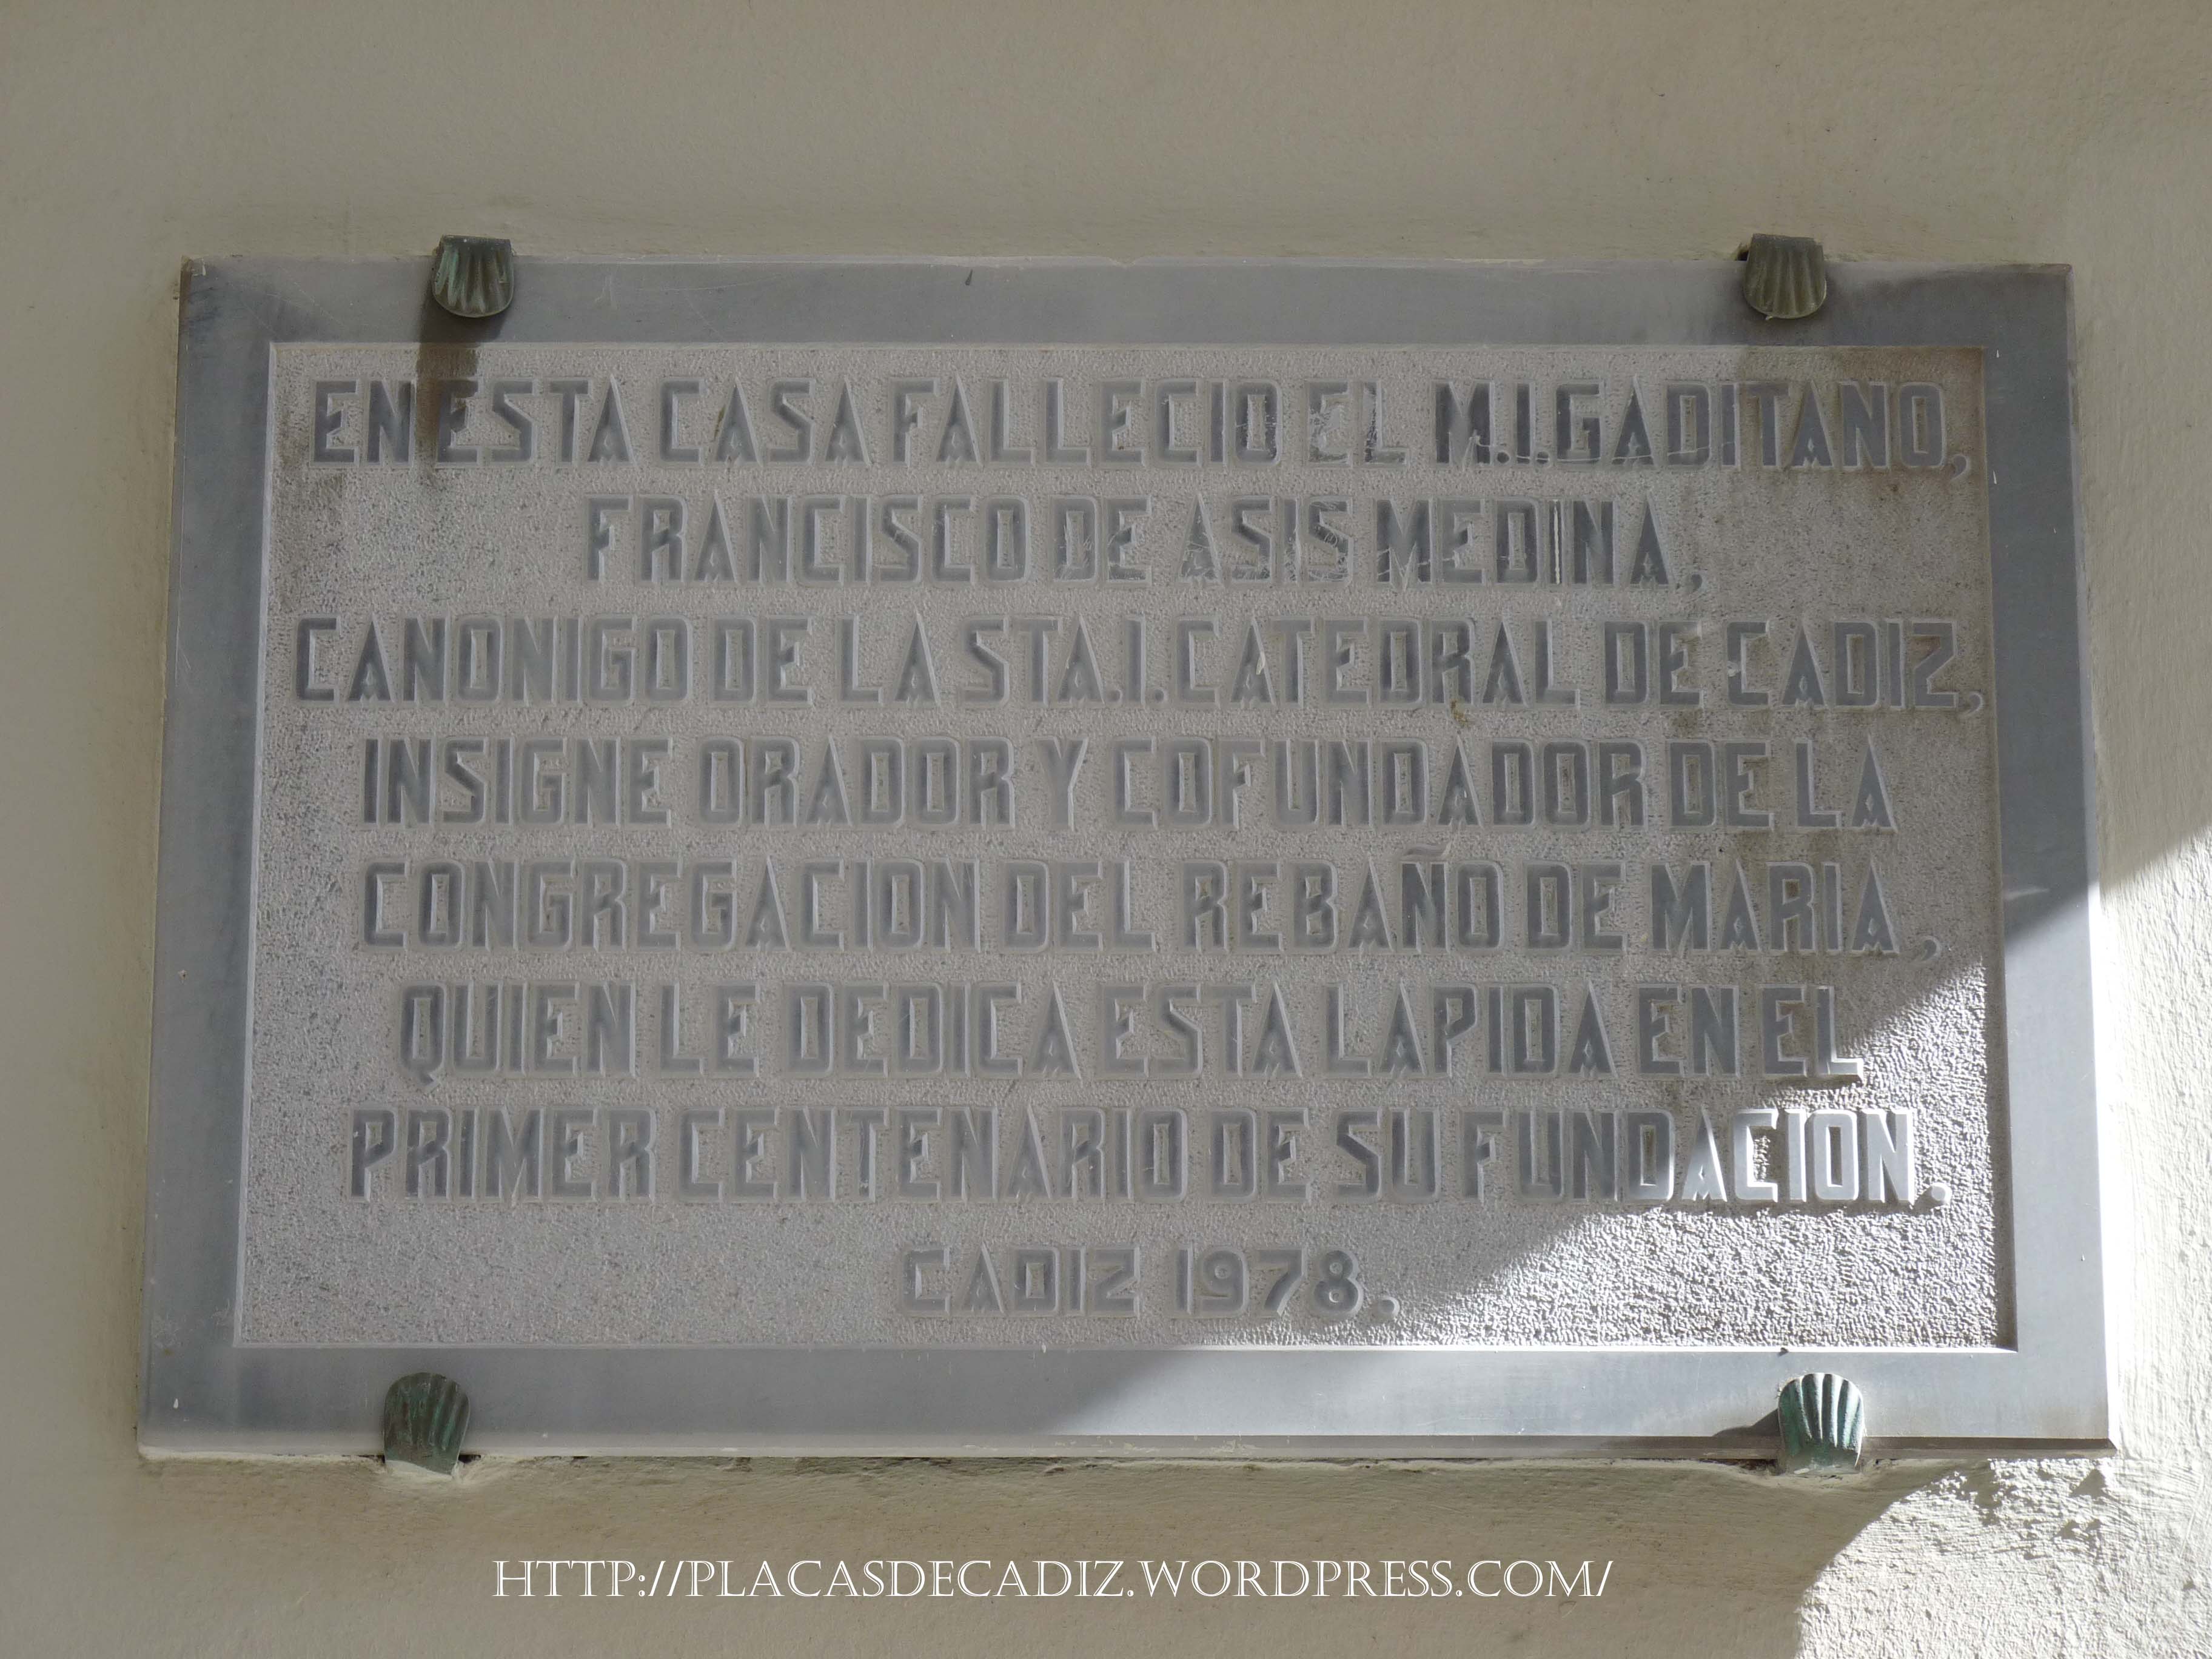 EN ESTA CASA FALLECIO EL M.I.GADITANO,
FRANCISCO DE ASIS MEDINA,
CANONIGO DE LA STA.I.CATEDRAL DE CADIZ,
INSIGNE ORADOR Y COFUNDADOR DE LA
CONGREGACION DEL REBAÑO DE MARIA,
QUIEN LE DEDICA ESTA LAPIDA EN EL
PRIMER CENTENARIO DE SU FUNDACION.
CADIZ 1978.
HTTP://PLACASDECADIZ.WORDPRESS.COM/